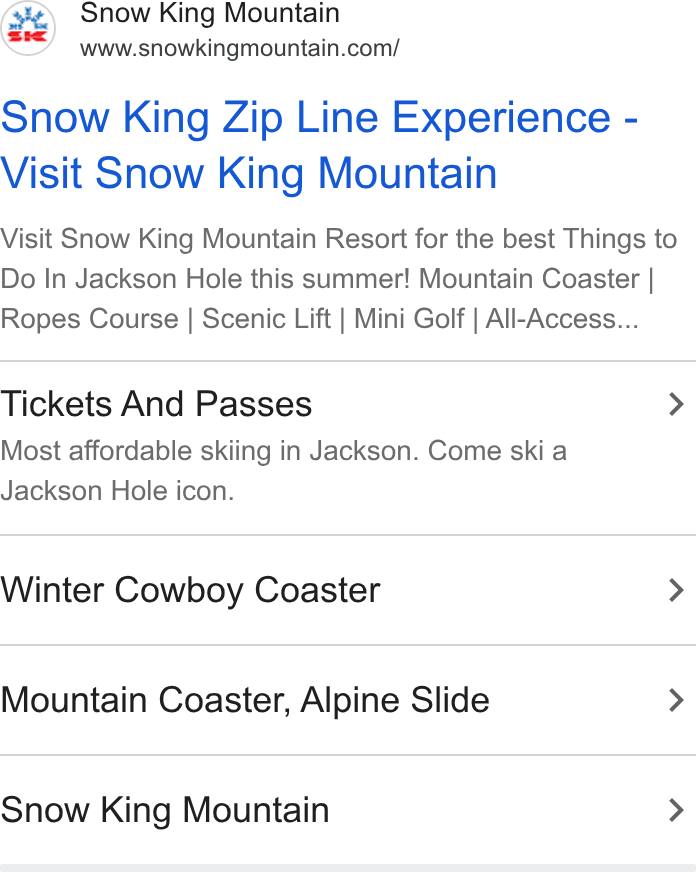 SK
Snow King Mountain
www.snowkingmountain.com/
Snow King Zip Line Experience -
Visit Snow King Mountain
Visit Snow King Mountain Resort for the best Things to
Do In Jackson Hole this summer! Mountain Coaster |
Ropes Course | Scenic Lift | Mini Golf | All-Access...
Tickets And Passes
Most affordable skiing in Jackson. Come ski a
Jackson Hole icon.
Winter Cowboy Coaster
Mountain Coaster, Alpine Slide
Snow King Mountain